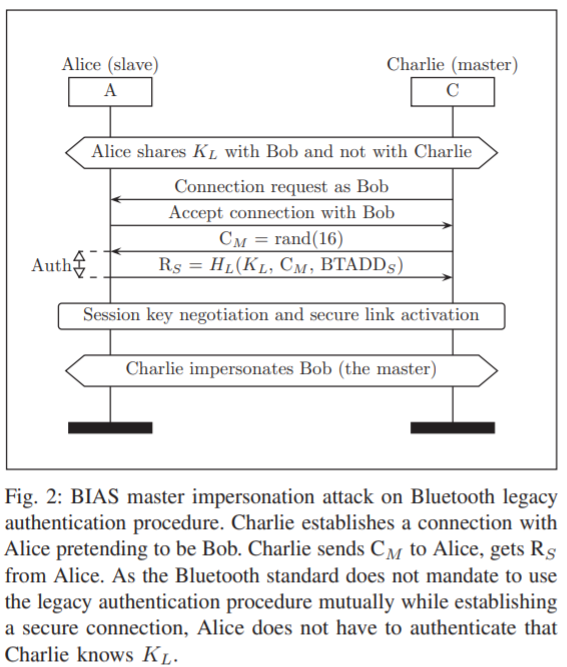 Alice (slave)
Charlie (master)
A
C
Alice shares K_L with Bob and not with Charlie
Connection request as Bob
Accept connection with Bob
C_M = rand(16)
Auth
R_S = H_L(K_L, C_M, BTADD_S)
Session key negotiation and secure link activation
Charlie impersonates Bob (the master)
Fig. 2: BIAS master impersonation attack on Bluetooth legacy
authentication procedure. Charlie establishes a connection with
Alice pretending to be Bob. Charlie sends C_M to Alice, gets R_S
from Alice. As the Bluetooth standard does not mandate to use
the legacy authentication procedure mutually while establishing
a secure connection, Alice does not have to authenticate that
Charlie knows K_L.